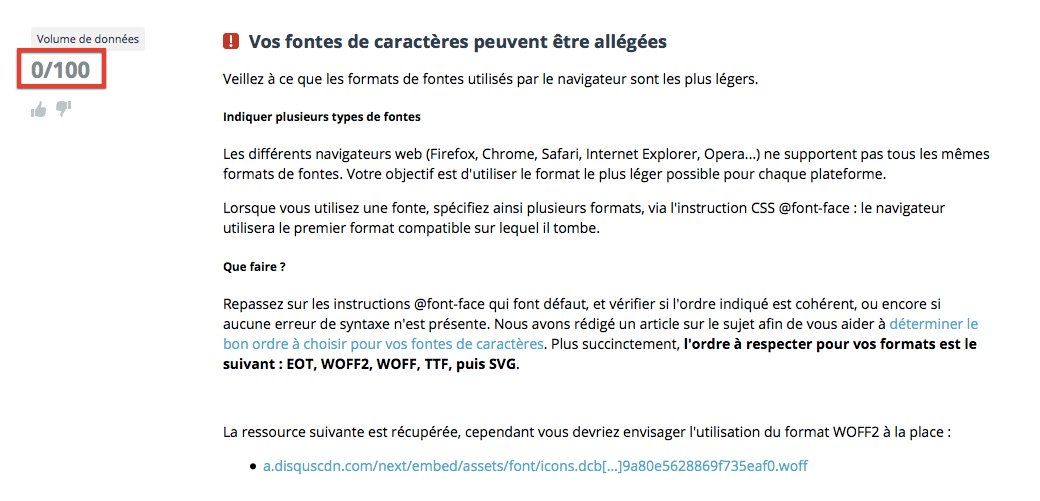 Volume de données
0/100
! Vos fontes de caractères peuvent être allégées
Veillez à ce que les formats de fontes utilisés par le navigateur sont les plus légers.
Indiquer plusieurs types de fontes
Les différents navigateurs web (Firefox, Chrome, Safari, Internet Explorer, Opera...) ne supportent pas tous les mêmes
formats de fontes. Votre objectif est d'utiliser le format le plus léger possible pour chaque plateforme.
Lorsque vous utilisez une fonte, spécifiez ainsi plusieurs formats, via l'instruction CSS @font-face : le navigateur
utilisera le premier format compatible sur lequel il tombe.
Que faire ?
Repassez sur les instructions @font-face qui font défaut, et vérifier si l'ordre indiqué est cohérent, ou encore si
aucune erreur de syntaxe n'est présente. Nous avons rédigé un article sur le sujet afin de vous aider à déterminer le
bon ordre à choisir pour vos fontes de caractères. Plus succinctement, l'ordre à respecter pour vos formats est le
suivant : EOT, WOFF2, WOFF, TTF, puis SVG.
La ressource suivante est récupérée, cependant vous devriez envisager l'utilisation du format WOFF2 à la place :
• a.disquscdn.com/next/embed/assets/font/icons.dcb[...]9a80e5628869f735eaf0.woff